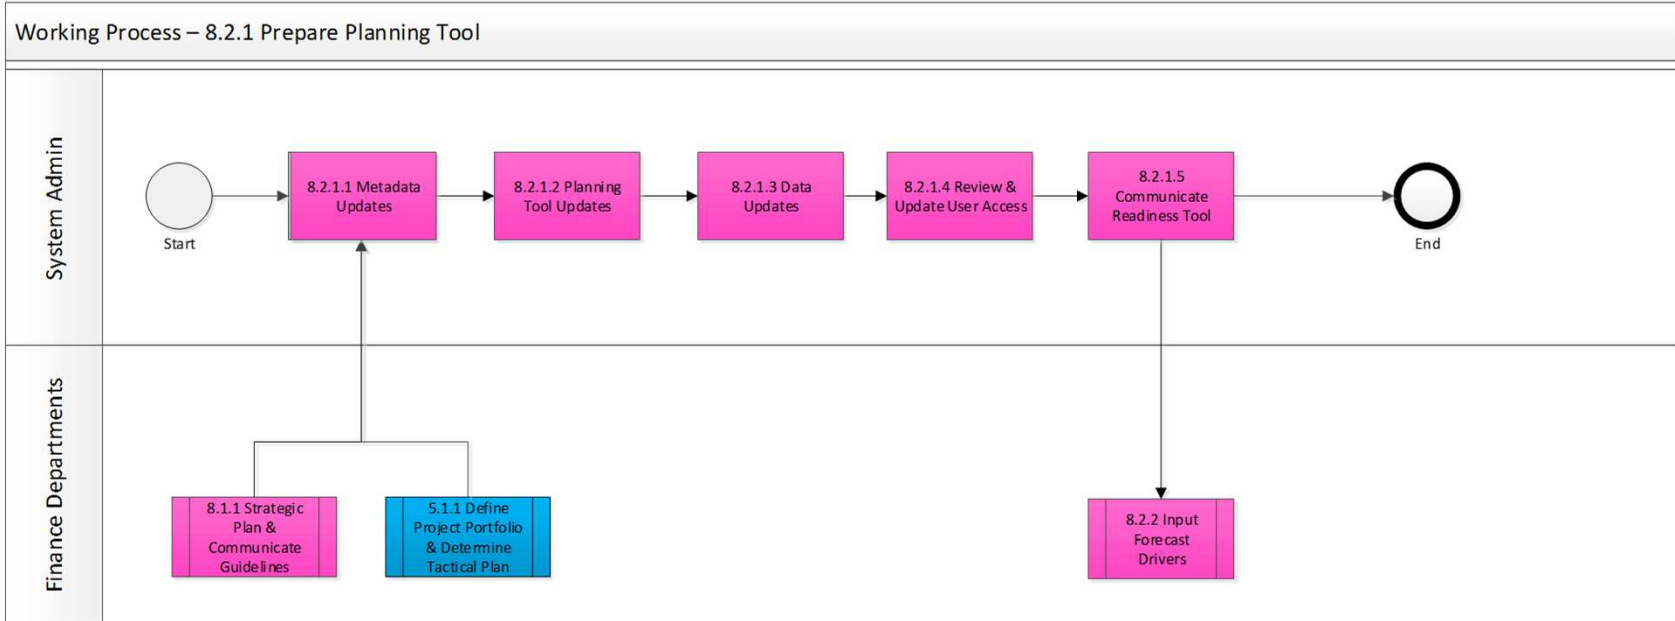 Working Process – 8.2.1 Prepare Planning Tool
System Admin
Start
8.2.1.1 Metadata
Updates
8.2.1.2 Planning
Tool Updates
8.2.1.3 Data
Updates
8.2.1.4 Review &
Update User Access
8.2.1.5
Communicate
Readiness Tool
End
Finance Departments
8.1.1 Strategic
Plan &
Communicate
Guidelines
5.1.1 Define
Project Portfolio
& Determine
Tactical Plan
8.2.2 Input
Forecast
Drivers